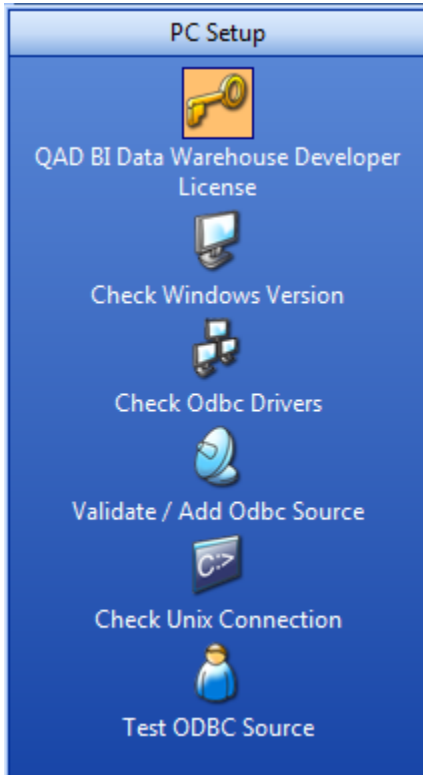 PC Setup
QAD BI Data Warehouse Developer
License
Check Windows Version
Check Odbc Drivers
Validate / Add Odbc Source
C:>
Check Unix Connection
Test ODBC Source